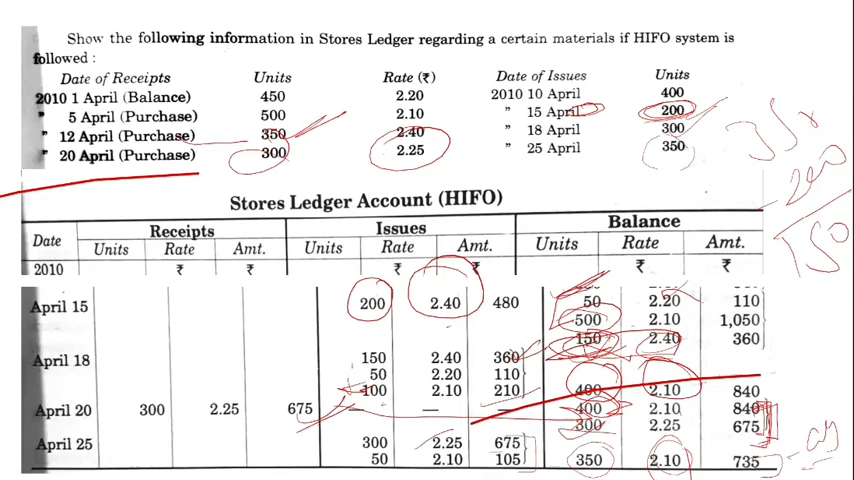 Show the following information in Stores Ledger regarding a certain materials if HIFO system is
followed :
Date of Receipts Units Rate (₹) Date of Issues Units
2010 1 April (Balance) 450 2.20 2010 10 April 400
" 5 April (Purchase) 500 2.10 " 15 April 200
" 12 April (Purchase) 350 2.40 " 18 April 300
" 20 April (Purchase) 300 2.25 " 25 April 350
350
200
150
Stores Ledger Account (HIFO)
Date Receipts Issues Balance
Units Rate Amt. Units Rate Amt. Units Rate Amt.
2010 ₹ ₹ ₹ ₹ ₹ ₹
April 15 200 2.40 480 50 2.20 110
500 2.10 1,050
150 2.40 360
April 18 150 2.40 360
50 2.20 110
100 2.10 210 400 2.10 840
April 20 300 2.25 675 — — — 400 2.10 840
300 2.25 675
April 25 300 2.25 675
50 2.10 105 350 2.10 735